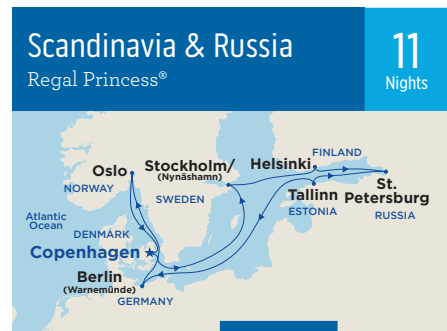 Scandinavia & Russia
Regal Princess®
11
Nights
FINLAND
Oslo
Stockholm/
(Nynäshamn)
Helsinki
NORWAY
SWEDEN
Tallinn
ESTONIA
St.
Petersburg
RUSSIA
Atlantic
Ocean
DENMARK
Copenhagen
Berlin
(Warnemünde)
GERMANY